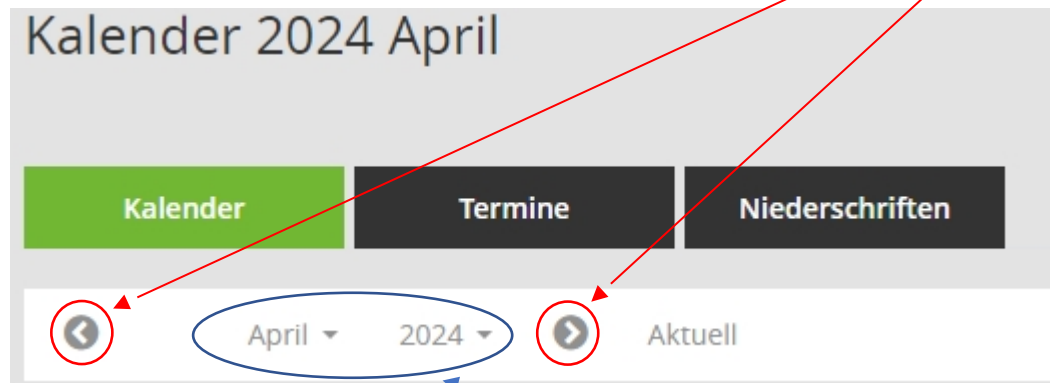 Kalender 2024 April
Kalender Termine Niederschriften
April 2024 Aktuell